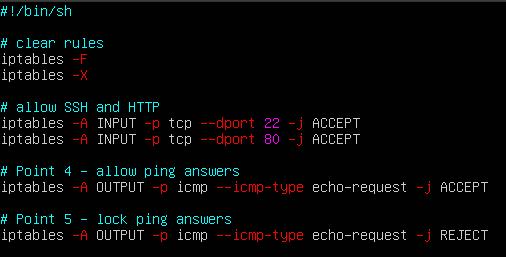 #!/bin/sh
# clear rules
iptables -F
iptables -X
# allow SSH and HTTP
iptables -A INPUT -p tcp --dport 22 -j ACCEPT
iptables -A INPUT -p tcp --dport 80 -j ACCEPT
# Point 4 - allow ping answers
iptables -A OUTPUT -p icmp --icmp-type echo-request -j ACCEPT
# Point 5 - lock ping answers
iptables -A OUTPUT -p icmp --icmp-type echo-request -j REJECT